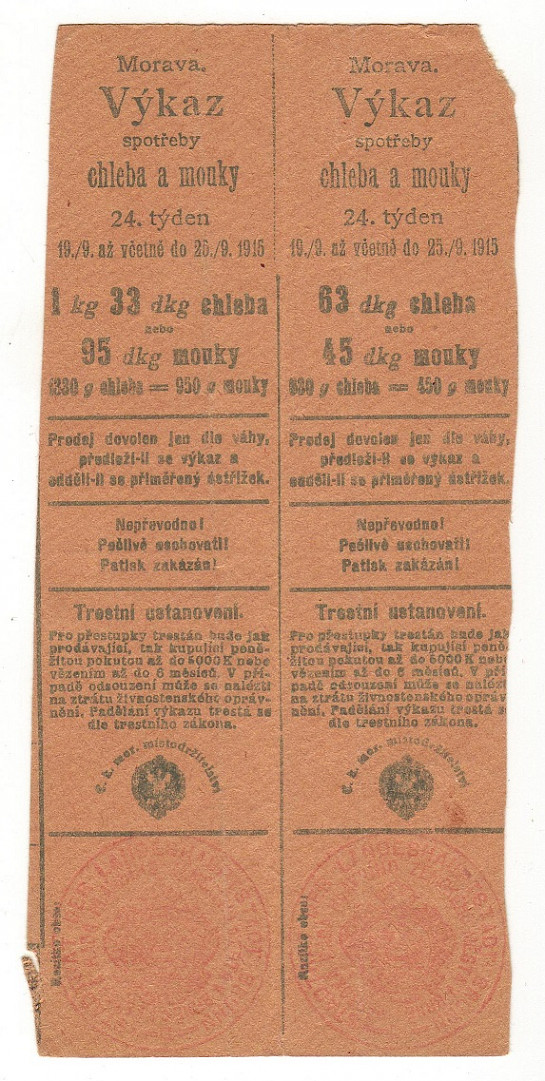 Morava.
Výkaz
spotřeby
chleba a mouky
24. týden
19./9. až včetně do 25./9. 1915
1 kg 33 dkg chleba
nebo
95 dkg mouky
1330 g chleba = 950 g mouky
Prodej dovolen jen dle váhy,
předloží-li se výkaz a
oddělí-li se přiměřený ústřižek.
Nepřevodno!
Pečlivě uschovati!
Patisk zakázán!
Trestní ustanovení.
Pro přestupky trestán bude jak
prodávající, tak kupující peně-
žitou pokutou až do 5000 K nebo
vězením až do 6 měsíců. V pří-
padě odsouzení může se nalézti
na ztrátu živnostenského opráv-
nění. Padělání výkazu trestá se
dle trestního zákona.
C. k. mor. místodržitelství
Morava.
Výkaz
spotřeby
chleba a mouky
24. týden
19./9. až včetně do 25./9. 1915
63 dkg chleba
nebo
45 dkg mouky
630 g chleba = 450 g mouky
Prodej dovolen jen dle váhy,
předloží-li se výkaz a
oddělí-li se přiměřený ústřižek.
Nepřevodno!
Pečlivě uschovati!
Patisk zakázán!
Trestní ustanovení.
Pro přestupky trestán bude jak
prodávající, tak kupující peně-
žitou pokutou až do 5000 K nebo
vězením až do 6 měsíců. V pří-
padě odsouzení může se nalézti
na ztrátu živnostenského opráv-
nění. Padělání výkazu trestá s
dle trestního zákona.
C. k. mor. místodržitelství
Razítko obce: